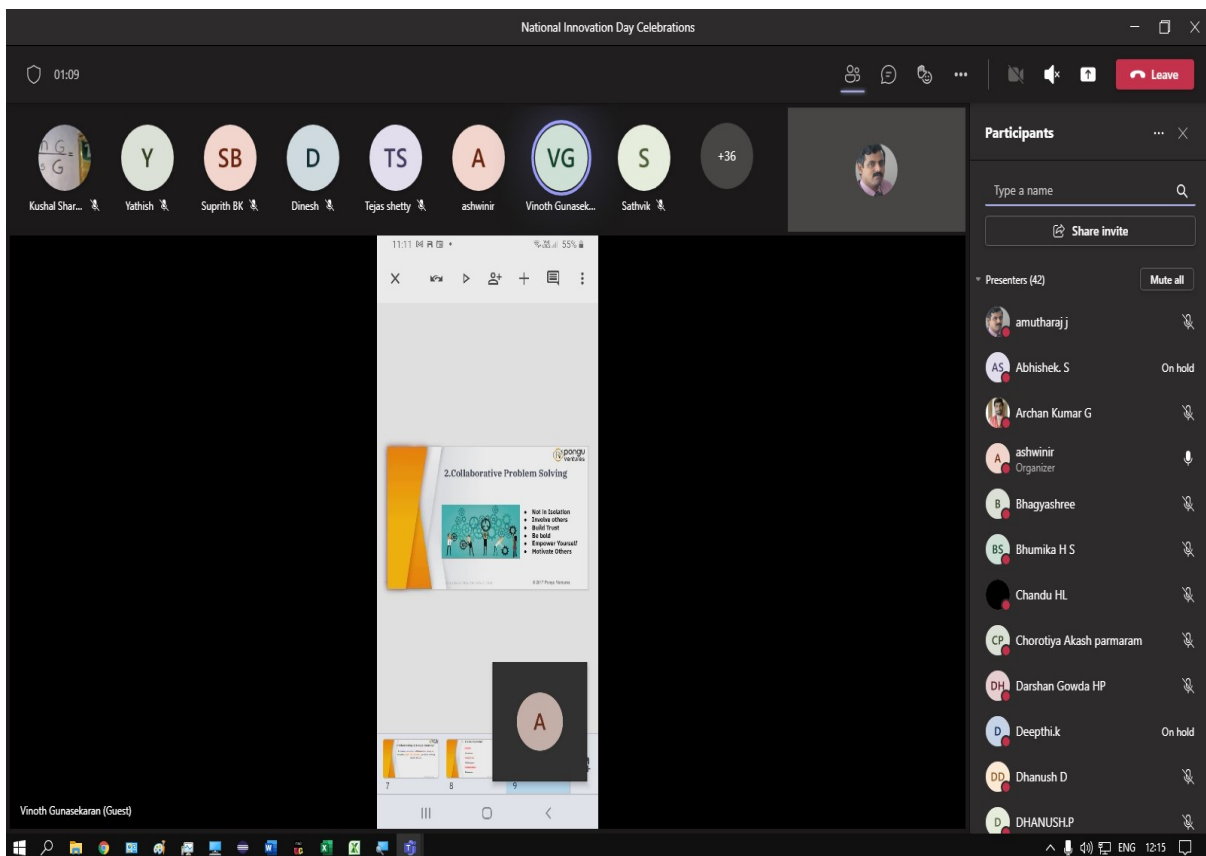 National Innovation Day Celebrations
01:09
Leave
Y
SB
D
TS
A
VG
S
+36
Kushal Shar...
Yathish
Suprith BK
Dinesh
Tejas shetty
ashwinir
Vinoth Gunasek...
Sathvik
11:11
55%
pongu
ventures
2.Collaborative Problem Solving
Not in Isolation
Involve others
Build Trust
Be bold
Empower Yourself
Motivate Others
A
7
8
9
Vinoth Gunasekaran (Guest)
Participants
Type a name
Share invite
Presenters (42)
Mute all
amutharaj j
AS
Abhishek. S
On hold
Archan Kumar G
A
ashwinir
Organizer
B
Bhagyashree
BS
Bhumika H S
Chandu HL
CP
Chorotiya Akash parmaram
DH
Darshan Gowda HP
D
Deepthi.k
On hold
DD
Dhanush D
D
DHANUSH.P
ENG
12:15